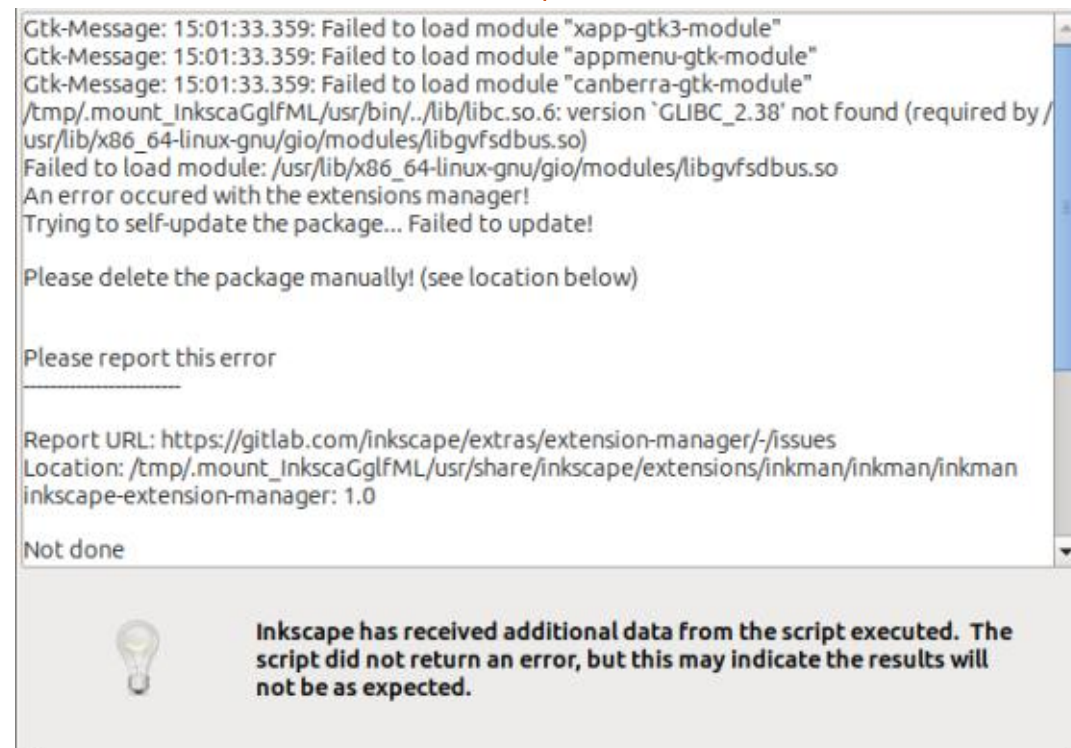 Gtk-Message: 15:01:33.359: Failed to load module "xapp-gtk3-module"
Gtk-Message: 15:01:33.359: Failed to load module "appmenu-gtk-module"
Gtk-Message: 15:01:33.359: Failed to load module "canberra-gtk-module"
/tmp/.mount_InkscaGglfML/usr/bin/../lib/libc.so.6: version `GLIBC_2.38' not found (required by /
usr/lib/x86_64-linux-gnu/gio/modules/libgvfsdbus.so)
Failed to load module: /usr/lib/x86_64-linux-gnu/gio/modules/libgvfsdbus.so
An error occured with the extensions manager!
Trying to self-update the package... Failed to update!
Please delete the package manually! (see location below)
Please report this error
------------------------
Report URL: https://gitlab.com/inkscape/extras/extension-manager/-/issues
Location: /tmp/.mount_InkscaGglfML/usr/share/inkscape/extensions/inkman/inkman/inkman
inkscape-extension-manager: 1.0
Not done
Inkscape has received additional data from the script executed. The
script did not return an error, but this may indicate the results will
not be as expected.